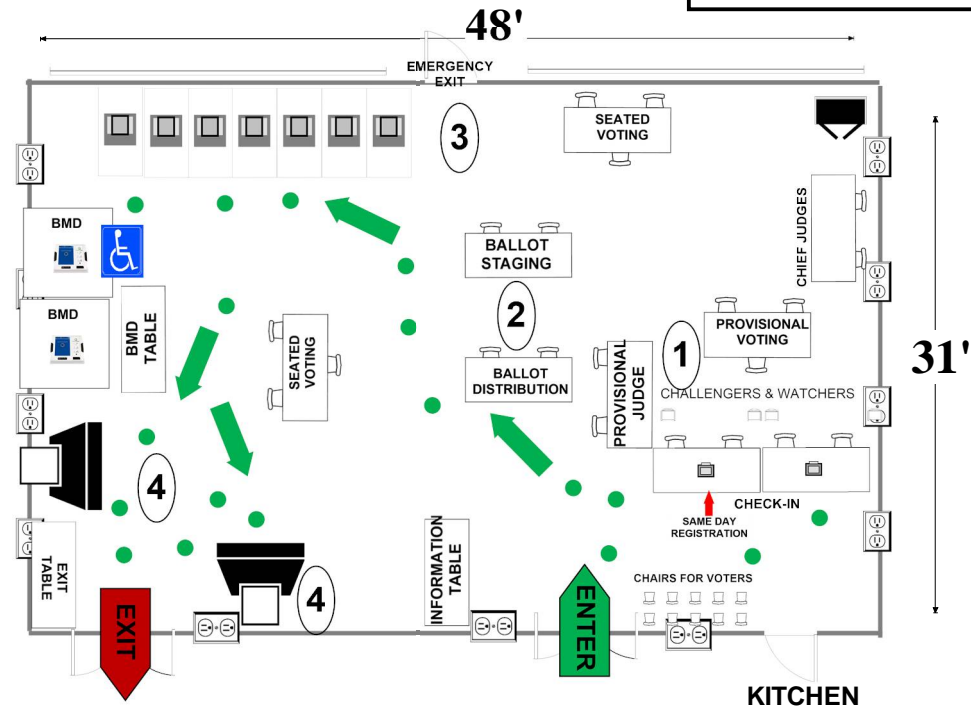 48'
EMERGENCY
EXIT
3
SEATED
VOTING
BMD
BALLOT
STAGING
CHIEF JUDGES
BMD
BMD
TABLE
SEATED
VOTING
2
1
PROVISIONAL
VOTING
31'
BALLOT
DISTRIBUTION
PROVISIONAL
JUDGE
CHALLENGERS & WATCHERS
4
CHECK-IN
SAME DAY
REGISTRATION
EXIT
TABLE
INFORMATION
TABLE
CHAIRS FOR VOTERS
4
EXIT
ENTER
KITCHEN